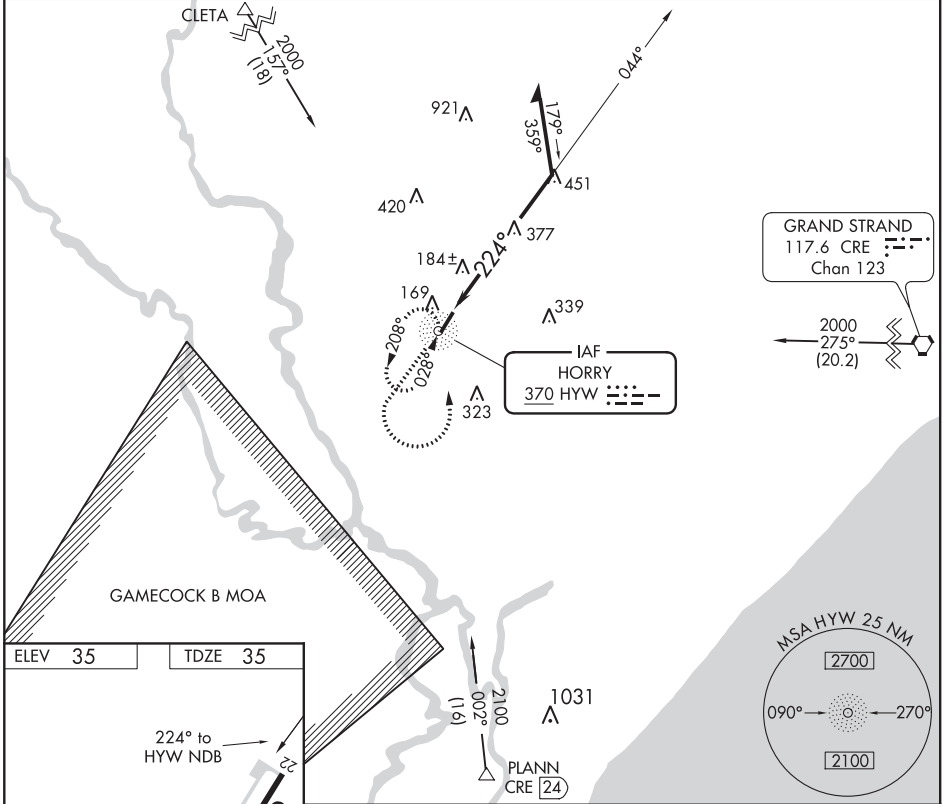 CLETA
2000
157°
(18)
044°
921
179°
359°
451
420
377
184±
224°
169
339
208°
028°
323
GRAND STRAND
117.6 CRE
Chan 123
2000
275°
(20.2)
IAF
HORRY
370 HYW
GAMECOCK B MOA
ELEV 35
TDZE 35
224° to
HYW NDB
22
2100
002°
(16)
1031
PLANN
CRE 24
MSA HYW 25 NM
2700
090°
270°
2100